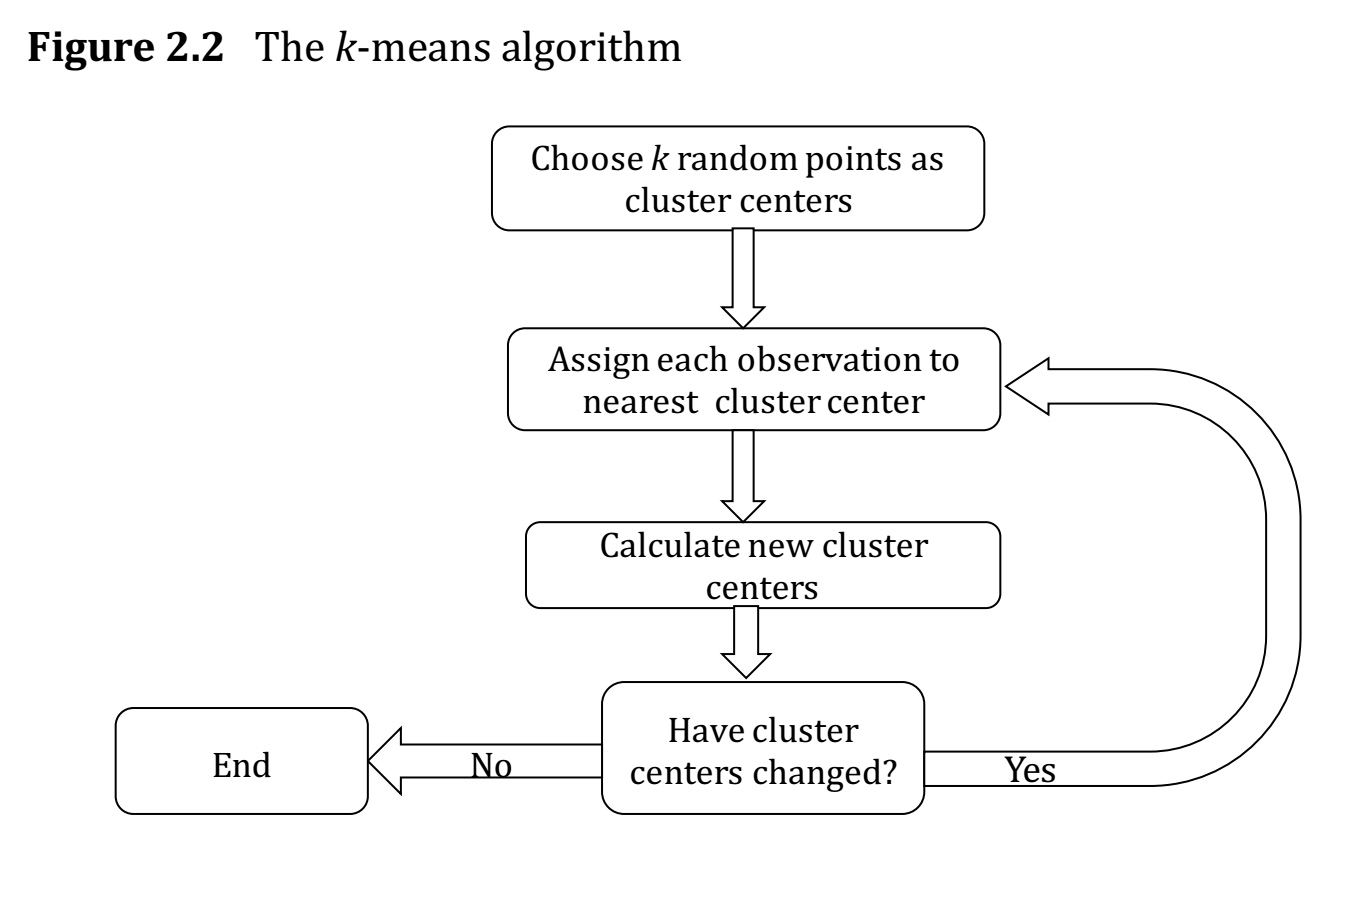 Figure 2.2 The k-means algorithm
Choose k random points as
cluster centers
Assign each observation to
nearest cluster center
Calculate new cluster
centers
Have cluster
centers changed?
End
No
Yes